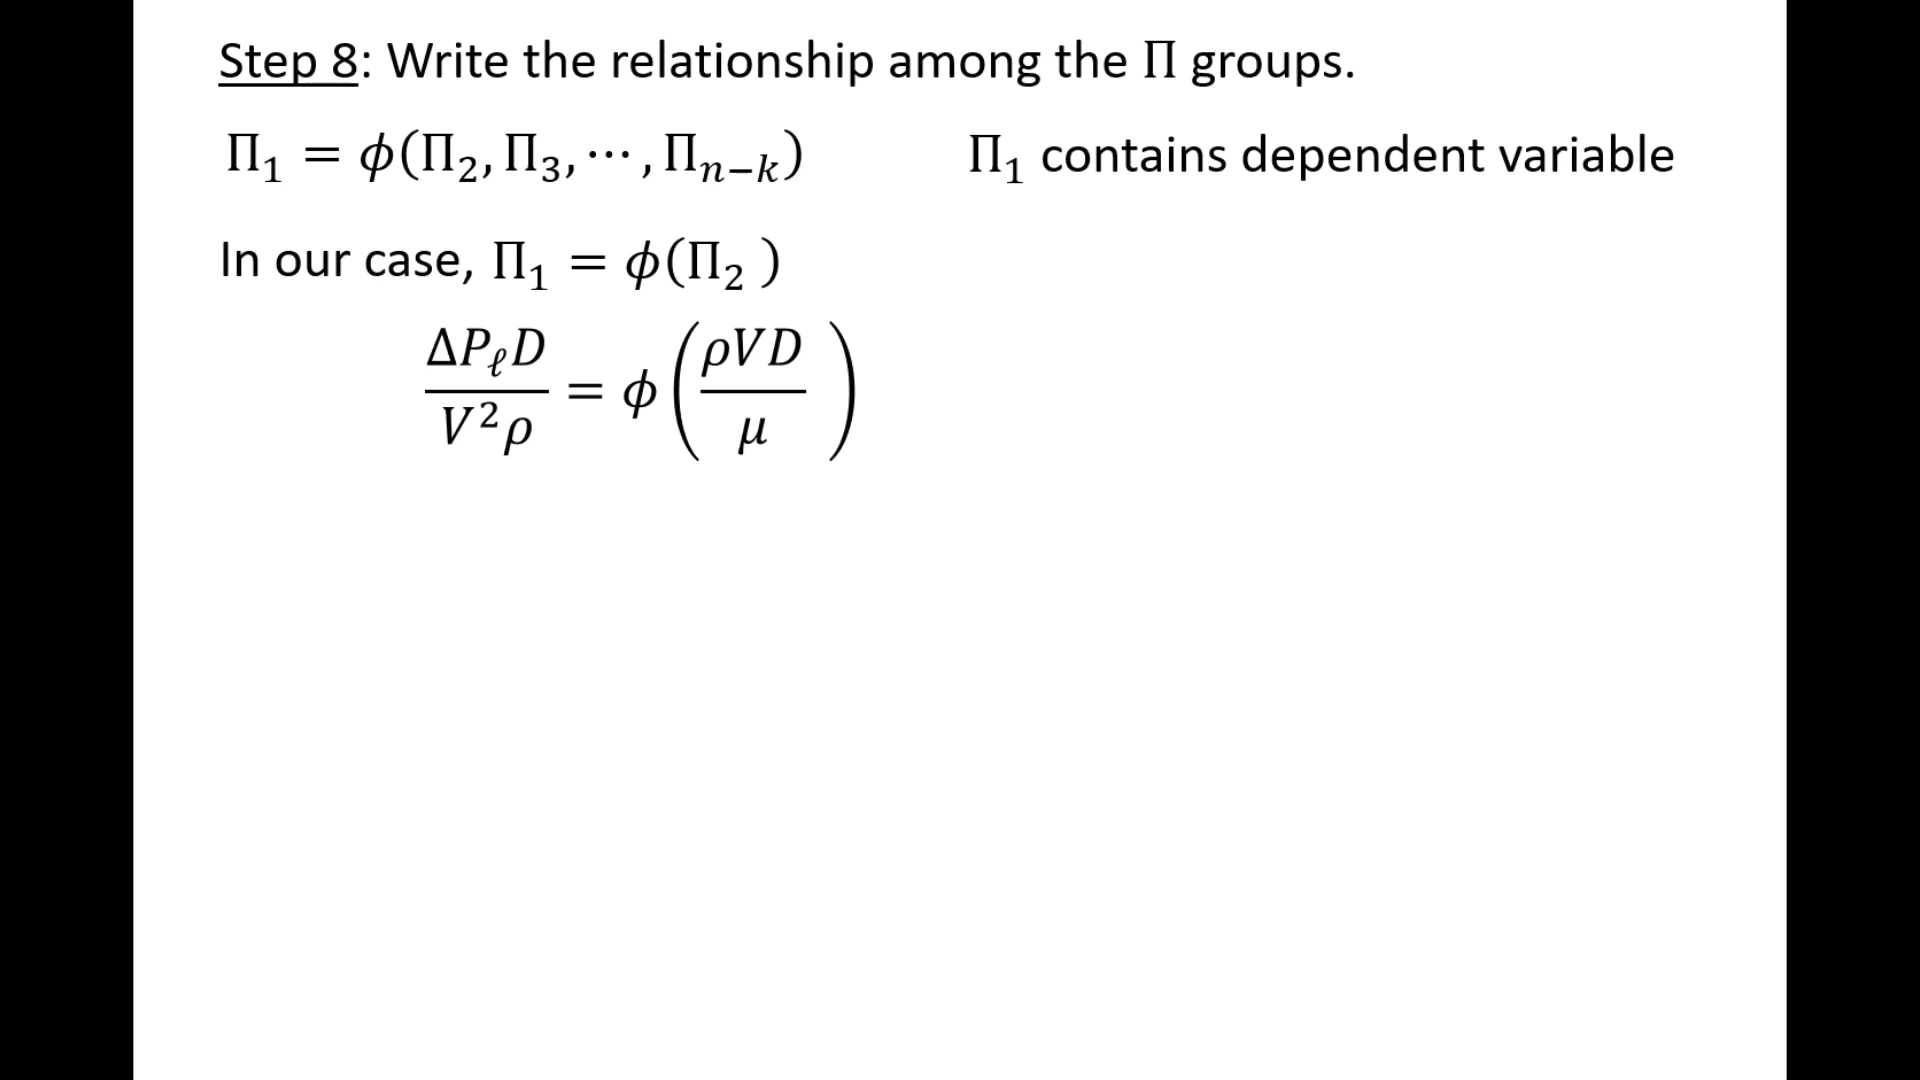 Step 8: Write the relationship among the Π groups.
Π₁ = ϕ(Π₂, Π₃, ⋯ , Πₙ₋ₖ) Π₁ contains dependent variable
In our case, Π₁ = ϕ(Π₂ )
ΔP_ℓ D / V²ρ = ϕ( ρVD / μ )